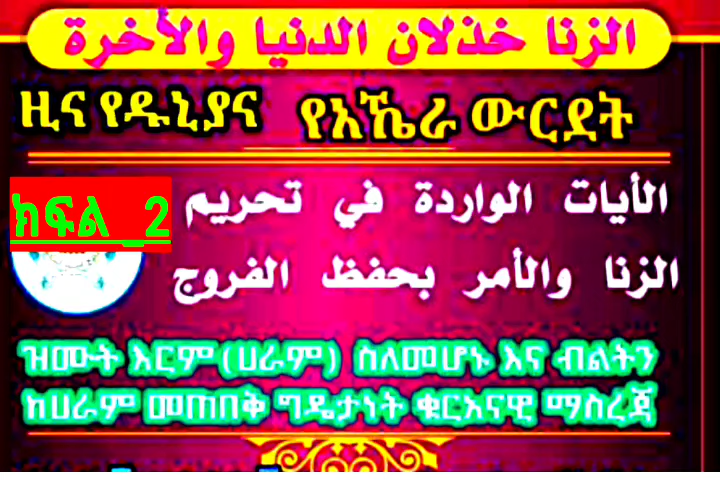 الزنا خذلان الدنيا والأخرة
ዚና የዱኒያና የአኼራ ውርደት
الأيات الواردة في تحريم
ክፍል _2
الزنا والأمر بحفظ الفروج
ዝሙት እርም(ሀራም) ስለመሆኑ እና ብልትን
ከሀራም መጠበቅ ግዴታነት ቁርአናዊ ማስረጃ